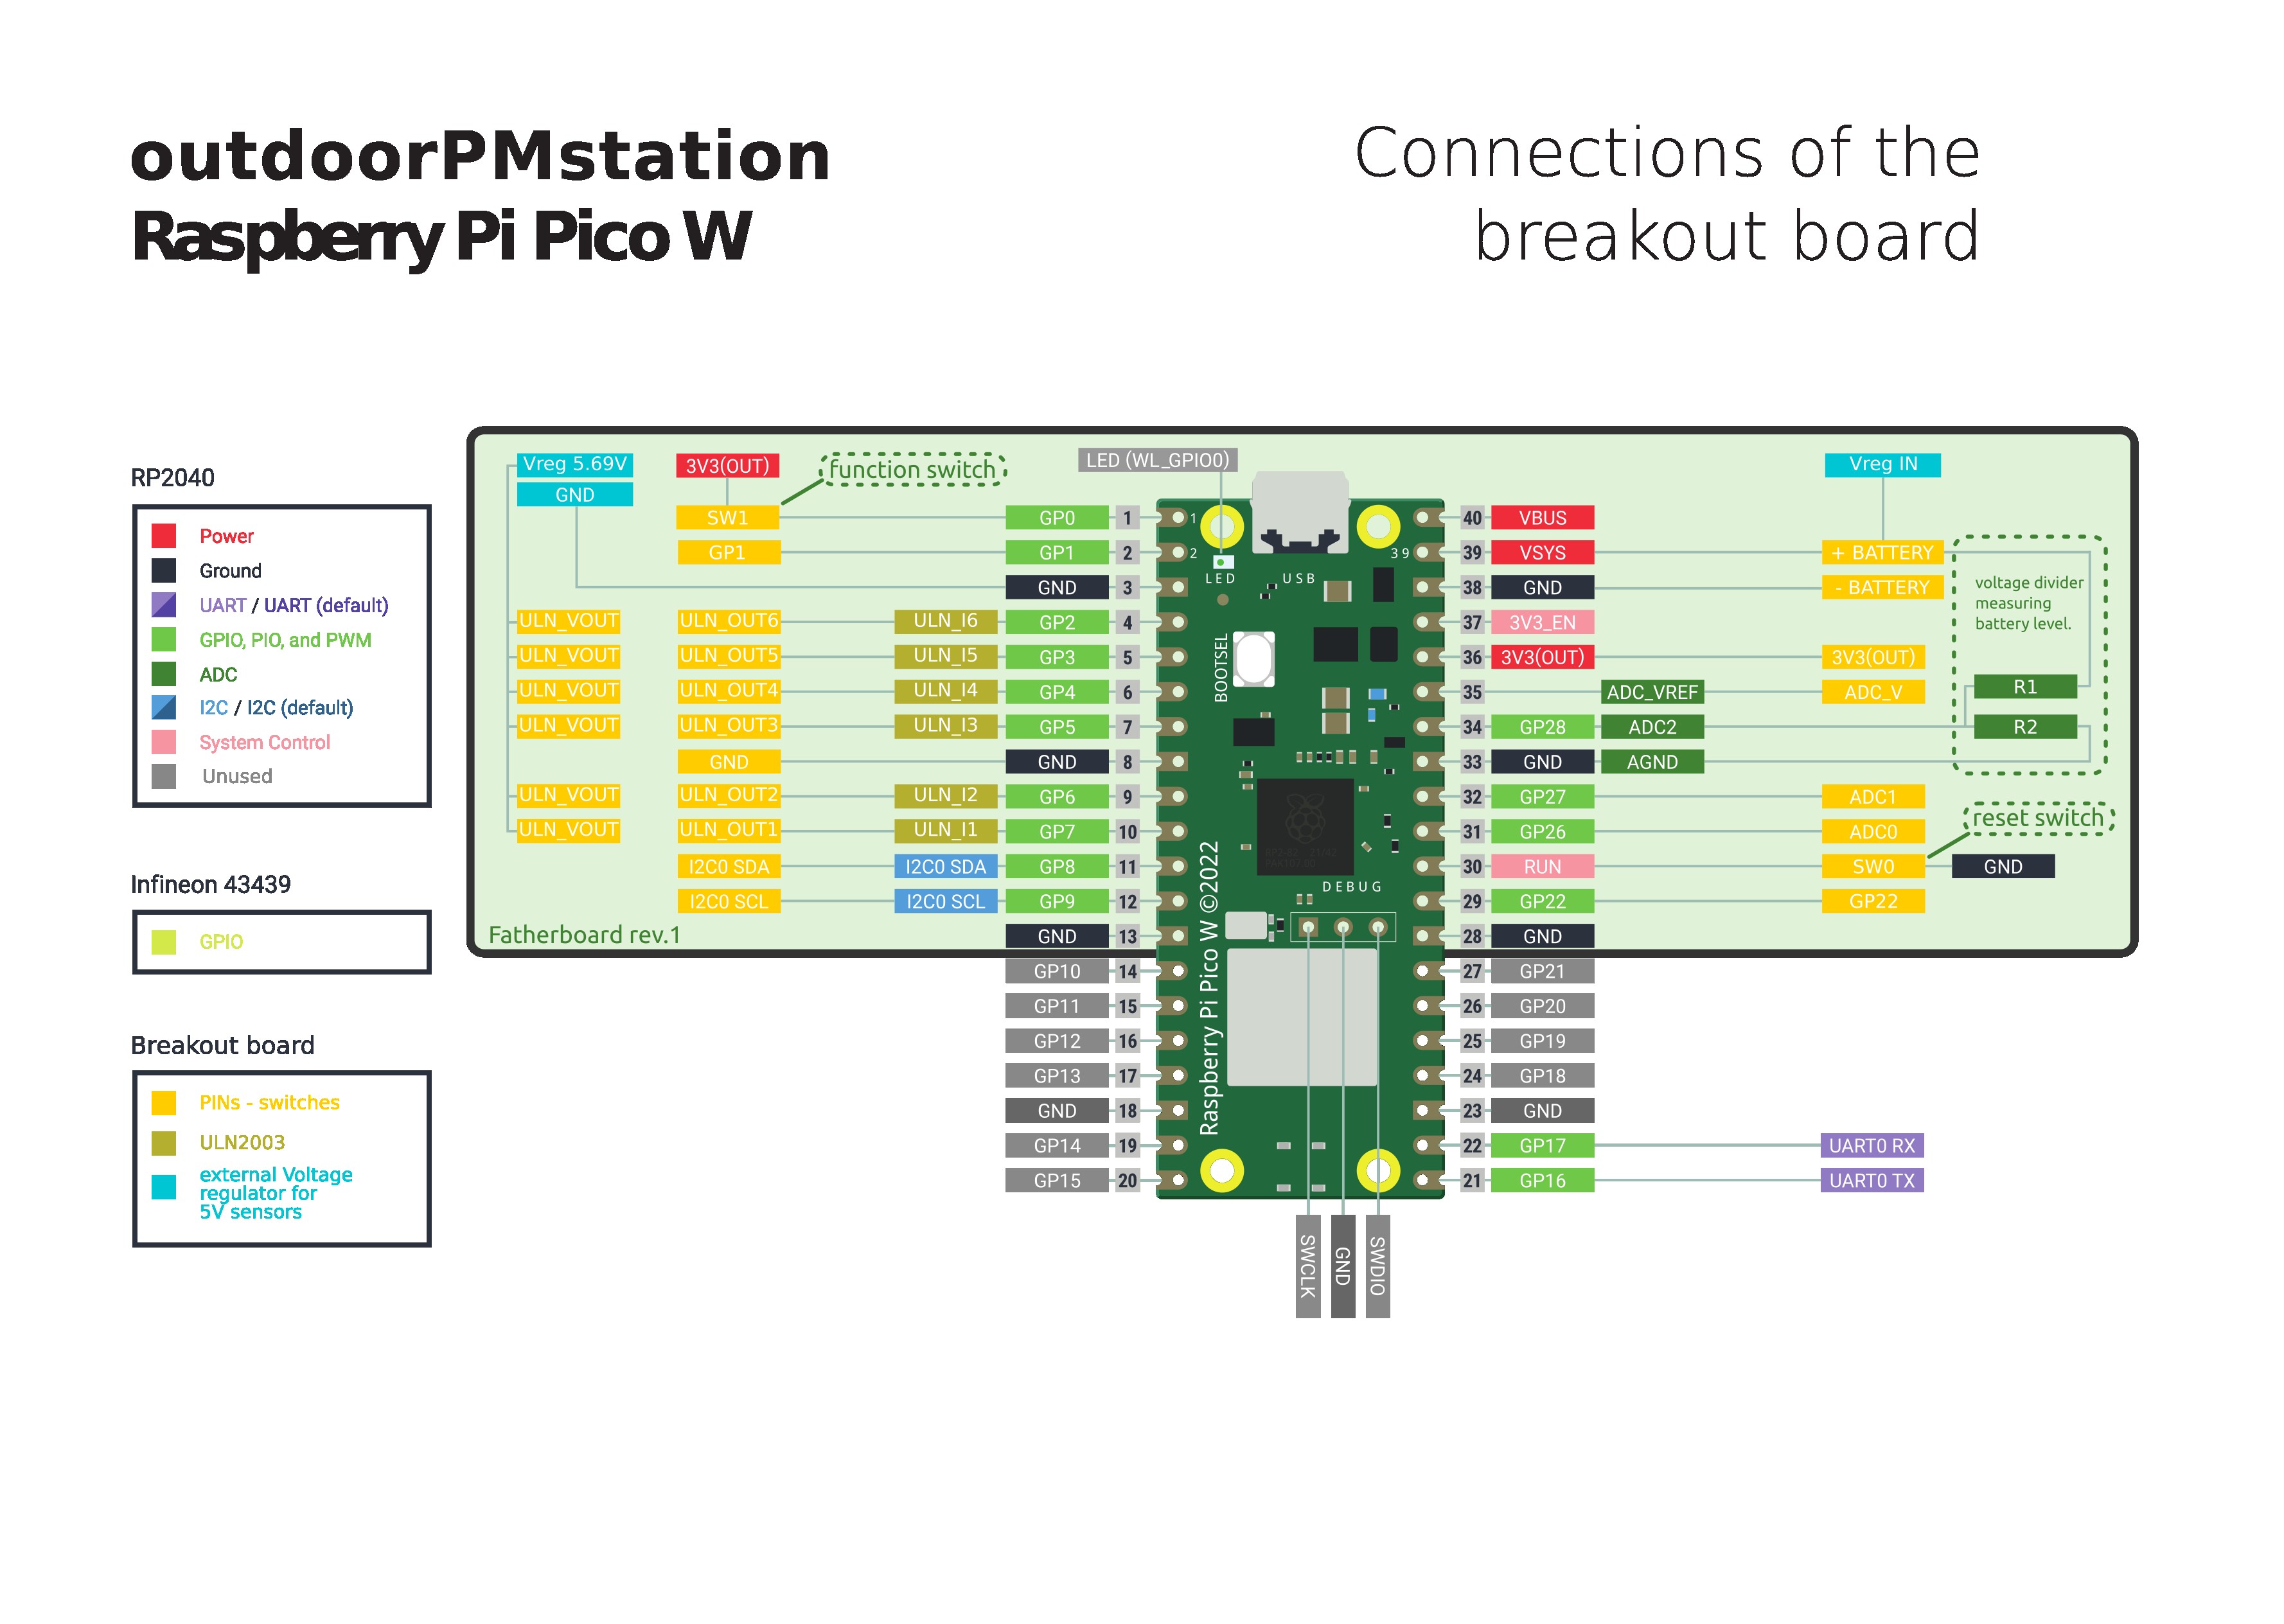 outdoorPMstation
Raspberry Pi Pico W
Connections of the
breakout board
RP2040
Power
Ground
UART / UART (default)
GPIO, PIO, and PWM
ADC
I2C / I2C (default)
System Control
Unused
Infineon 43439
GPIO
Breakout board
PINs - switches
ULN2003
external Voltage
regulator for
5V sensors
Vreg 5.69V
GND
3V3(OUT)
function switch
LED (WL_GPIO0)
Vreg IN
SW1 GP0 1
GP1 GP1 2
GND 3
ULN_VOUT ULN_OUT6 ULN_I6 GP2 4
ULN_VOUT ULN_OUT5 ULN_I5 GP3 5
ULN_VOUT ULN_OUT4 ULN_I4 GP4 6
ULN_VOUT ULN_OUT3 ULN_I3 GP5 7
GND GND 8
ULN_VOUT ULN_OUT2 ULN_I2 GP6 9
ULN_VOUT ULN_OUT1 ULN_I1 GP7 10
I2C0 SDA I2C0 SDA GP8 11
I2C0 SCL I2C0 SCL GP9 12
Fatherboard rev.1
GND 13
GP10 14
GP11 15
GP12 16
GP13 17
GND 18
GP14 19
GP15 20
1
2
39
LED
USB
BOOTSEL
DEBUG
Raspberry Pi Pico W ©2022
40 VBUS
39 VSYS + BATTERY
38 GND - BATTERY
37 3V3_EN
36 3V3(OUT) 3V3(OUT)
35 ADC_VREF ADC_V
34 GP28 ADC2
33 GND AGND
32 GP27 ADC1
31 GP26 ADC0
30 RUN SW0 GND
29 GP22 GP22
28 GND
27 GP21
26 GP20
25 GP19
24 GP18
23 GND
22 GP17 UART0 RX
21 GP16 UART0 TX
voltage divider
measuring
battery level.
R1
R2
reset switch
SWCLK
GND
SWDIO